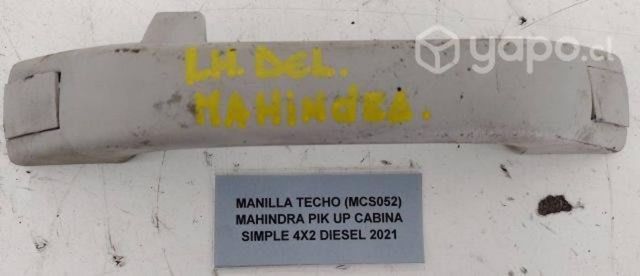 yapo.cl
LH. DEL.
MAHINDRA.
MANILLA TECHO (MCS052)
MAHINDRA PIK UP CABINA
SIMPLE 4X2 DIESEL 2021